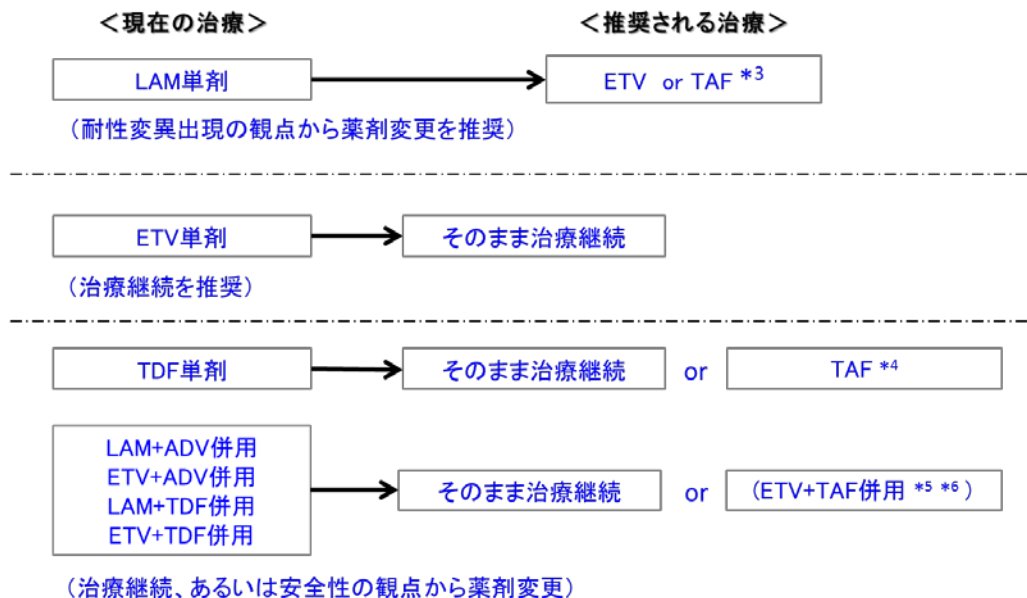 ＜現在の治療＞ ＜推奨される治療＞
LAM単剤 ETV or TAF *3
（耐性変異出現の観点から薬剤変更を推奨）
ETV単剤 そのまま治療継続
（治療継続を推奨）
TDF単剤 そのまま治療継続 or TAF *4
LAM+ADV併用
ETV+ADV併用
LAM+TDF併用
ETV+TDF併用
そのまま治療継続 or （ETV+TAF併用 *5 *6 ）
（治療継続、あるいは安全性の観点から薬剤変更）